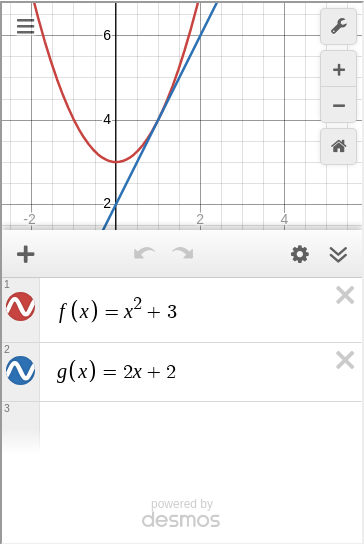 6
4
2
-2
2
4
1
f(x) = x² + 3
2
g(x) = 2x + 2
3
powered by
desmos